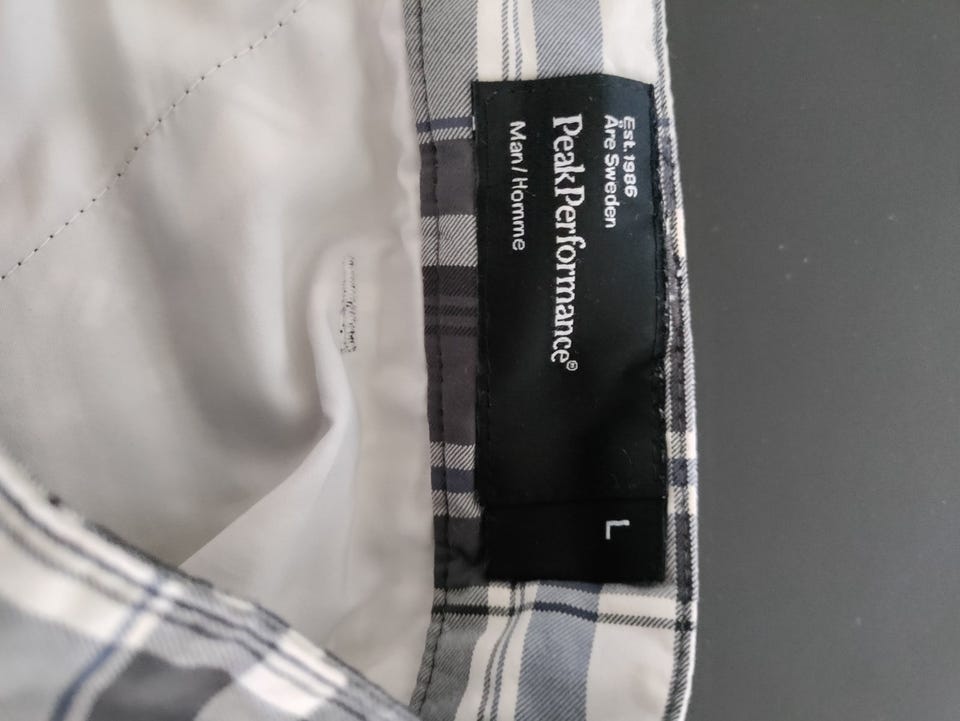 Est. 1986
Åre Sweden
PeakPerformance®
Man / Homme
L